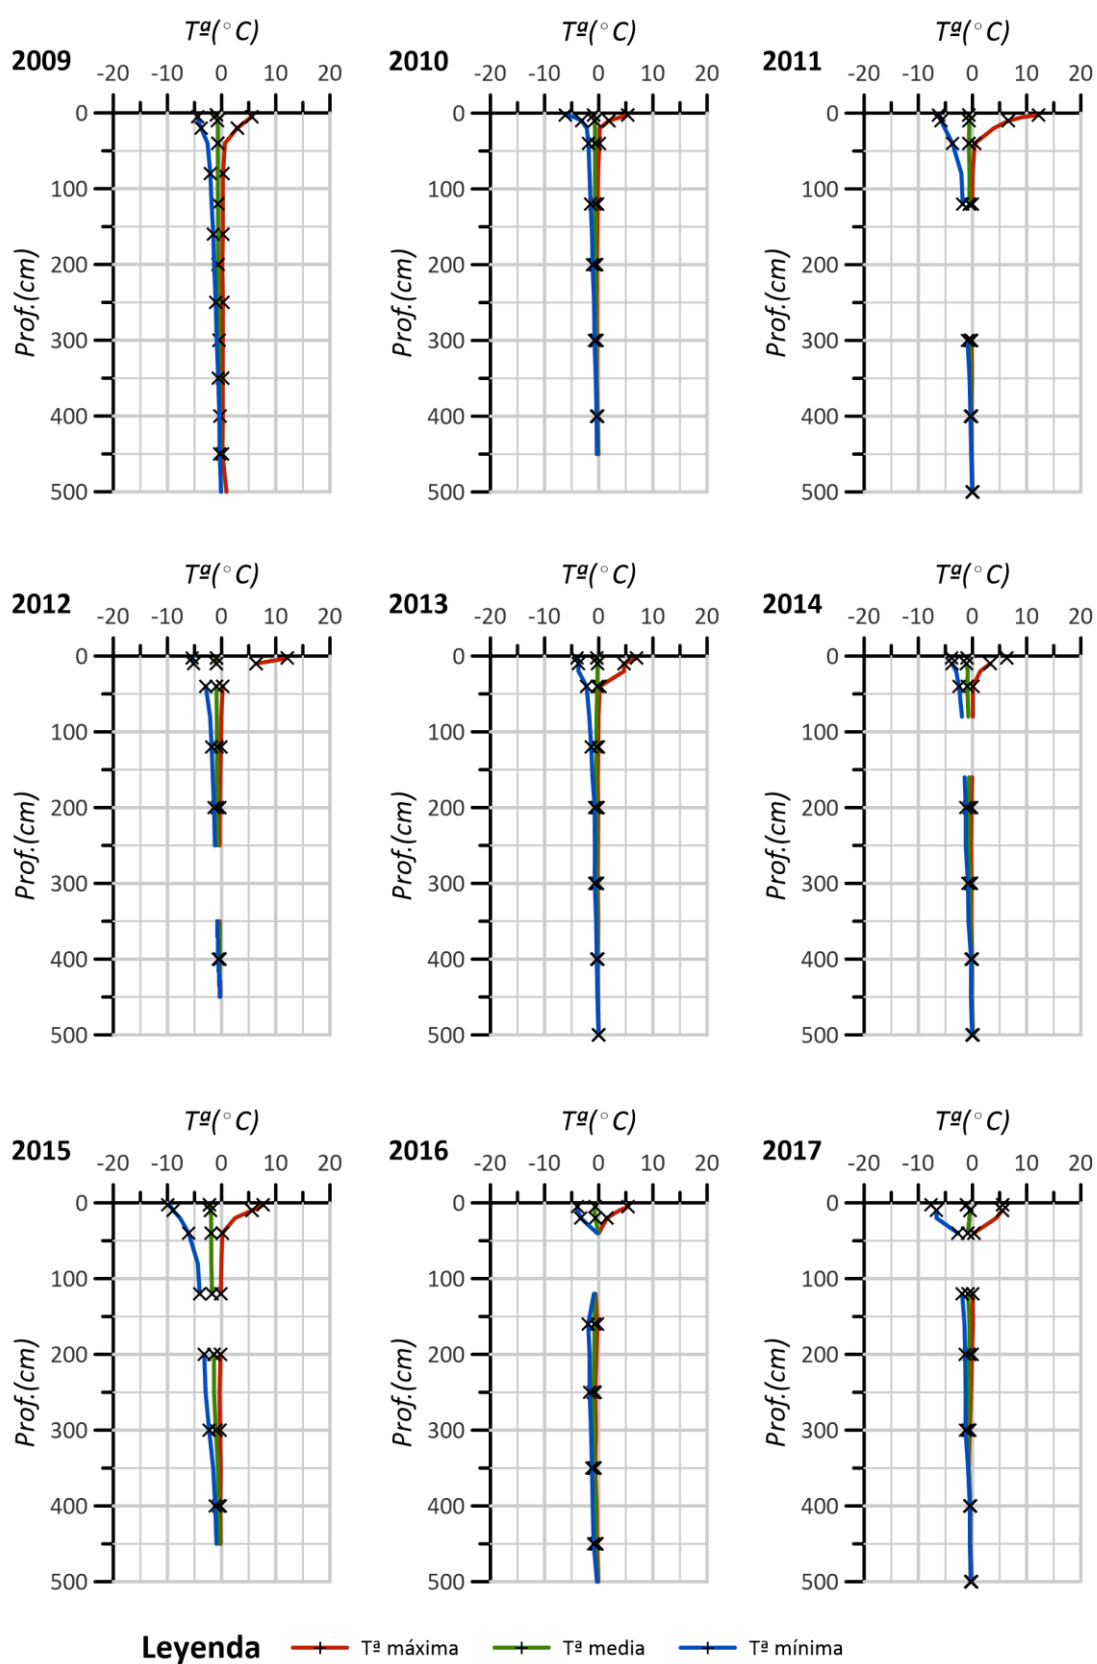 Tª(°C) Tª(°C) Tª(°C)
2009 -20 -10 0 10 20 2010 -20 -10 0 10 20 2011 -20 -10 0 10 20
0 0 0
100 100 100
200 200 200
Prof.(cm) Prof.(cm) Prof.(cm)
300 300 300
400 400 400
500 500 500
Tª(°C) Tª(°C) Tª(°C)
2012 -20 -10 0 10 20 2013 -20 -10 0 10 20 2014 -20 -10 0 10 20
0 0 0
100 100 100
200 200 200
Prof.(cm) Prof.(cm) Prof.(cm)
300 300 300
400 400 400
500 500 500
Tª(°C) Tª(°C) Tª(°C)
2015 -20 -10 0 10 20 2016 -20 -10 0 10 20 2017 -20 -10 0 10 20
0 0 0
100 100 100
200 200 200
Prof.(cm) Prof.(cm) Prof.(cm)
300 300 300
400 400 400
500 500 500
Leyenda Tª máxima Tª media Tª mínima